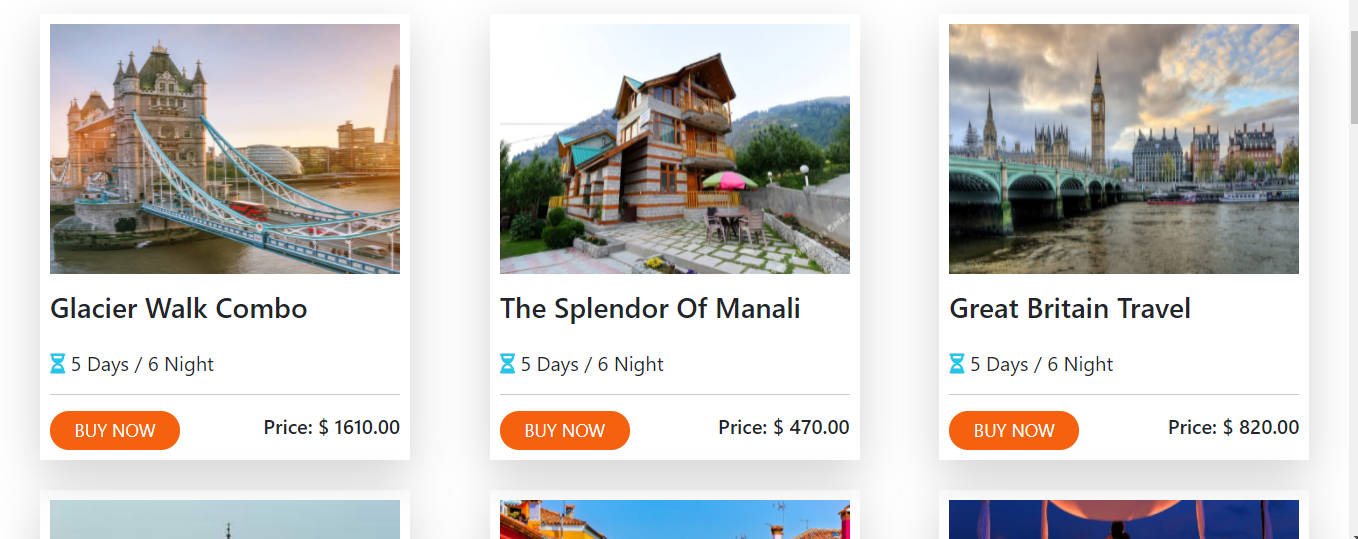 Glacier Walk Combo
5 Days / 6 Night
BUY NOW
Price: $ 1610.00
The Splendor Of Manali
5 Days / 6 Night
BUY NOW
Price: $ 470.00
Great Britain Travel
5 Days / 6 Night
BUY NOW
Price: $ 820.00